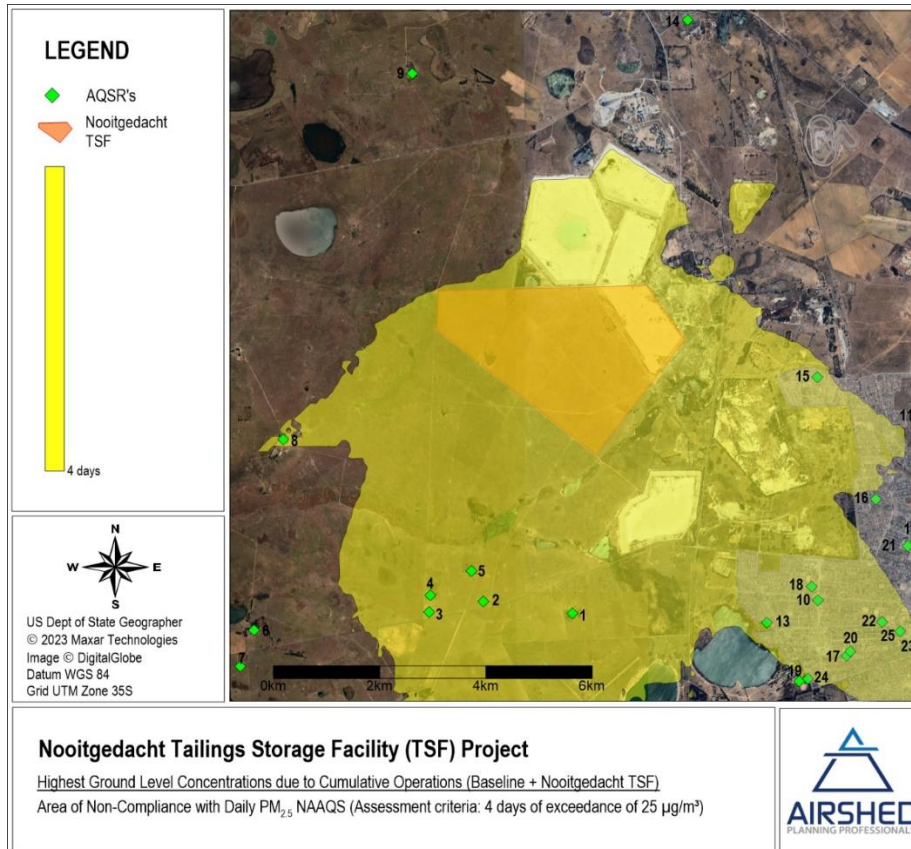 LEGEND
AQSR's
Nooitgedacht
TSF
4 days
N
W E
S
US Dept of State Geographer
© 2023 Maxar Technologies
Image © DigitalGlobe
Datum WGS 84
Grid UTM Zone 35S
14
9
15
11
8
16
1
21
5
4
18
2
10
3
1
13
22
6
25
23
20
17
7
19
24
0km 2km 4km 6km
Nooitgedacht Tailings Storage Facility (TSF) Project
Highest Ground Level Concentrations due to Cumulative Operations (Baseline + Nooitgedacht TSF)
Area of Non-Compliance with Daily PM2.5 NAAQS (Assessment criteria: 4 days of exceedance of 25 µg/m³)
AIRSHED
PLANNING PROFESSIONALS